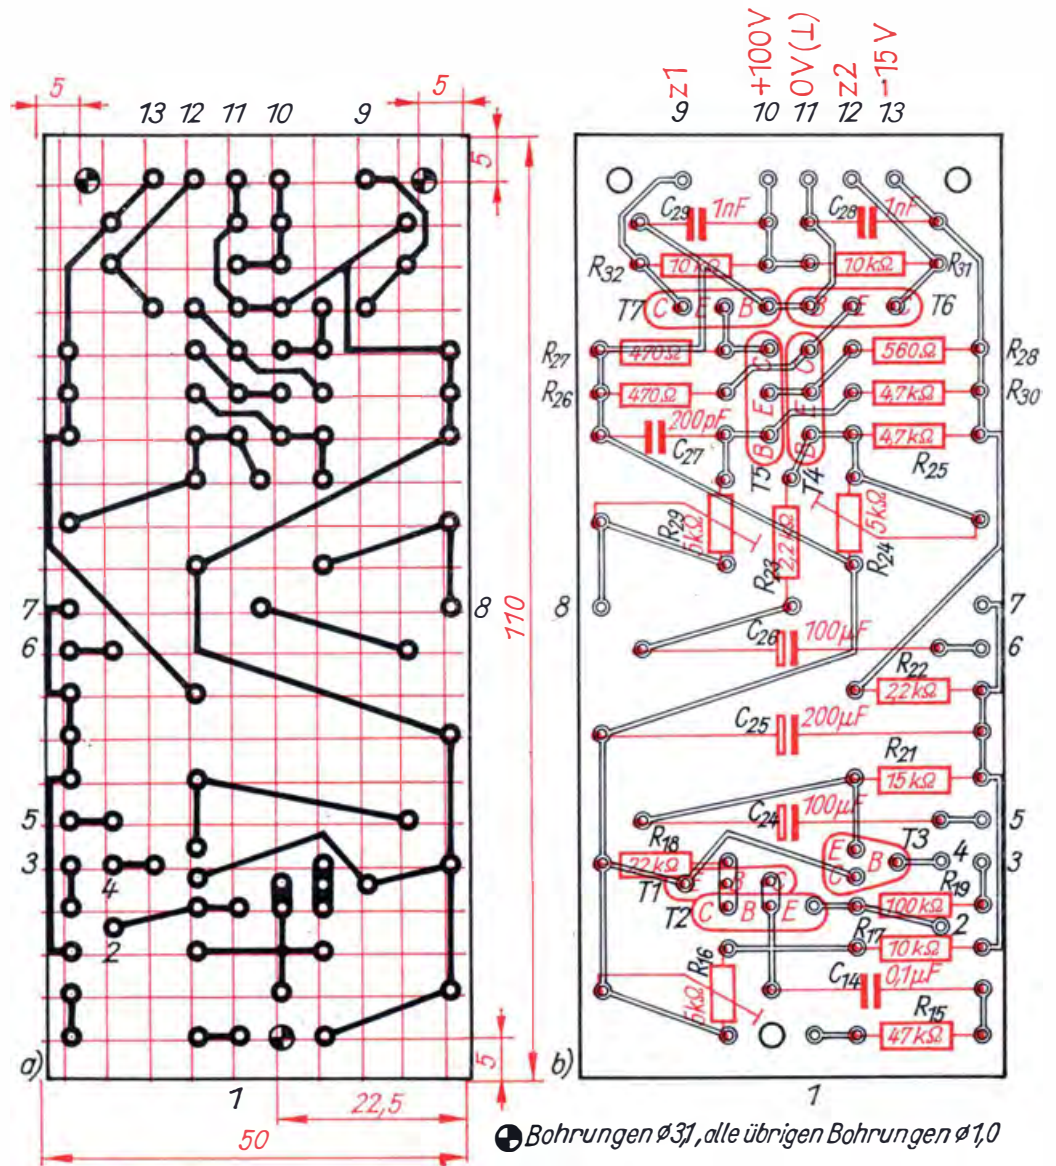 5
13 12 11 10 9
5
5
7
6
8
110
5
3
4
2
a)
1
5
22,5
50
z1
+100V
0V(⊥)
z2
-15V
9 10 11 12 13
C29 1nF
C28 1nF
R32 10kΩ
10kΩ R31
T7 C E B
B E C T6
R27 470Ω
C
C
560Ω R28
R26 470Ω
E
E
4,7kΩ R30
200pF
C27
B
B
4,7kΩ
R25
T5
T4
R29 5kΩ
R23 2,2kΩ
R24 5kΩ
8
7
C26 100µF
6
R22
2,2kΩ
C25 200µF
R21
15kΩ
C24 100µF
5
R18
22kΩ
E
B
C
T3
4
3
T1 E B C
R19
100kΩ
T2 C B E
2
R17
10kΩ
R16 5kΩ
C14 0,1µF
R15
47kΩ
b)
1
Bohrungen ø3,1, alle übrigen Bohrungen ø1,0